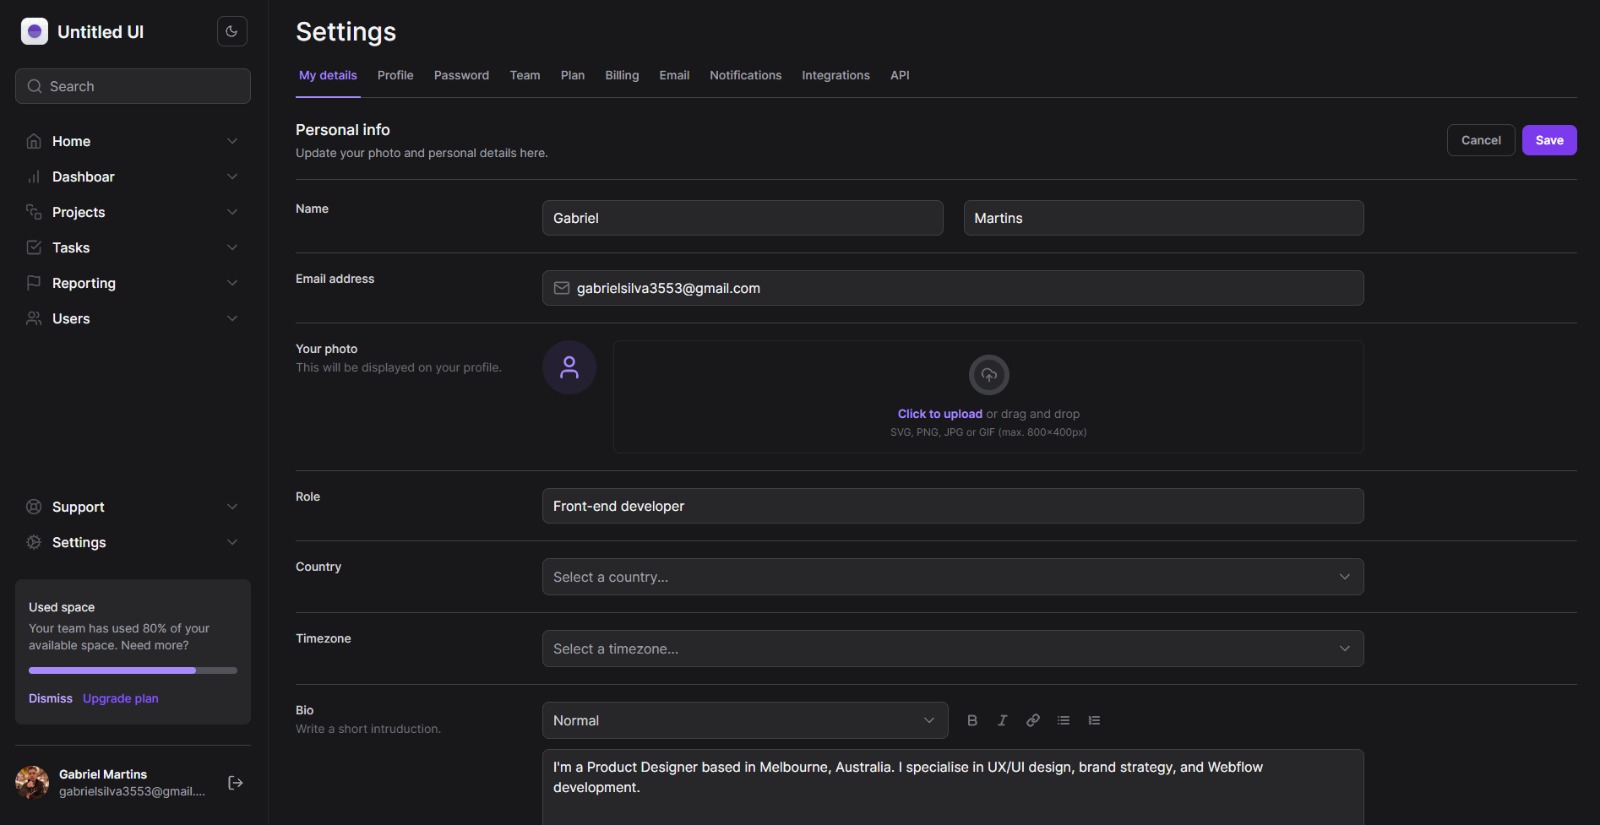 Untitled UI
Search
Home
Dashboar
Projects
Tasks
Reporting
Users
Support
Settings
Used space
Your team has used 80% of your
available space. Need more?
Dismiss Upgrade plan
Gabriel Martins
gabrielsilva3553@gmail....
Settings
My details Profile Password Team Plan Billing Email Notifications Integrations API
Personal info
Update your photo and personal details here.
Cancel Save
Name
Gabriel Martins
Email address
gabrielsilva3553@gmail.com
Your photo
This will be displayed on your profile.
Click to upload or drag and drop
SVG, PNG, JPG or GIF (max. 800×400px)
Role
Front-end developer
Country
Select a country...
Timezone
Select a timezone...
Bio
Write a short intruduction.
Normal
I'm a Product Designer based in Melbourne, Australia. I specialise in UX/UI design, brand strategy, and Webflow
development.